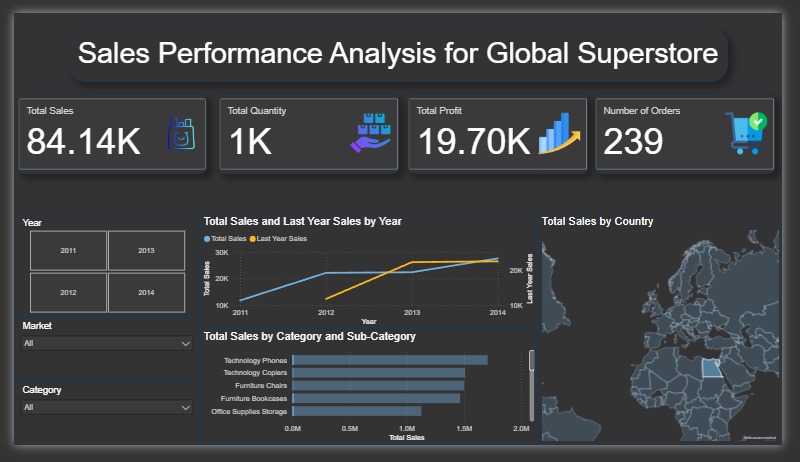 Sales Performance Analysis for Global Superstore
Total Sales
84.14K
Total Quantity
1K
Total Profit
19.70K
Number of Orders
239
Year
2011
2013
2012
2014
Market
All
Category
All
Total Sales and Last Year Sales by Year
Total Sales Last Year Sales
30K
20K
10K
Total Sales
20K
10K
Last Year Sales
2011 2012 2013 2014
Year
Total Sales by Category and Sub-Category
Technology Phones
Technology Copiers
Furniture Chairs
Furniture Bookcases
Office Supplies Storage
0.0M 0.5M 1.0M 1.5M 2.0M
Total Sales
Total Sales by Country